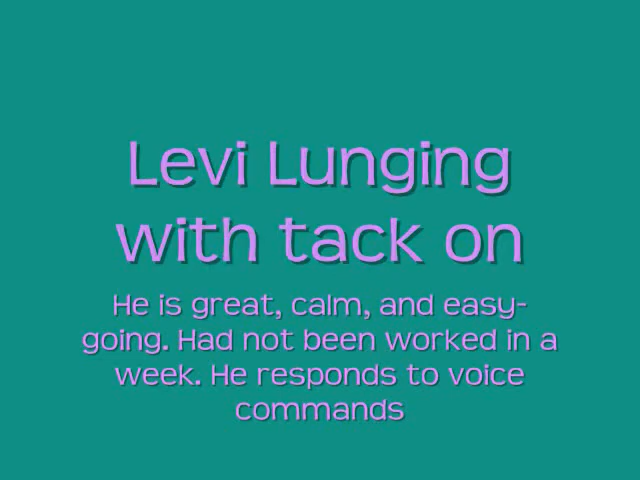 Levi Lunging
with tack on
He is great, calm, and easy-
going. Had not been worked in a
week. He responds to voice
commands